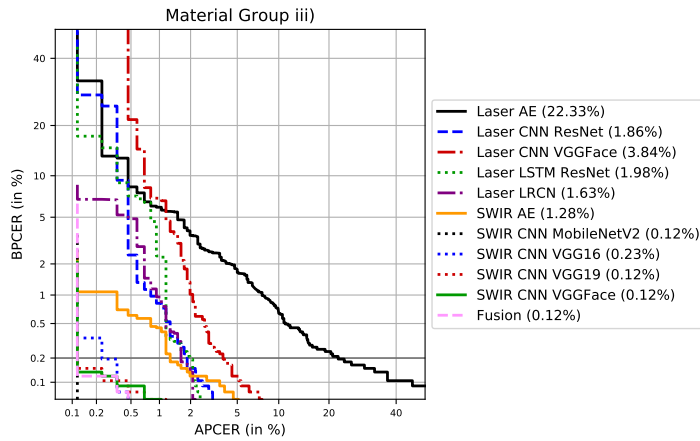 Material Group iii)
BPCER (in %)
40
20
10
5
2
1
0.5
0.2
0.1
0.1 0.2 0.5 1 2 5 10 20 40
APCER (in %)
Laser AE (22.33%)
Laser CNN ResNet (1.86%)
Laser CNN VGGFace (3.84%)
Laser LSTM ResNet (1.98%)
Laser LRCN (1.63%)
SWIR AE (1.28%)
SWIR CNN MobileNetV2 (0.12%)
SWIR CNN VGG16 (0.23%)
SWIR CNN VGG19 (0.12%)
SWIR CNN VGGFace (0.12%)
Fusion (0.12%)